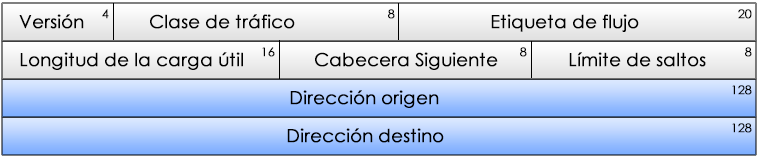 Versión 4 Clase de tráfico 8 Etiqueta de flujo 20
Longitud de la carga útil 16 Cabecera Siguiente 8 Límite de saltos 8
Dirección origen 128
Dirección destino 128